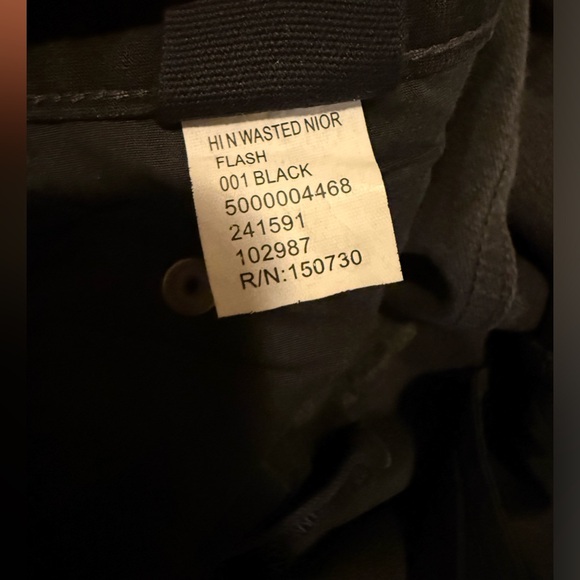 HI N WASTED NIOR
FLASH
001 BLACK
5000004468
241591
102987
R/N:150730